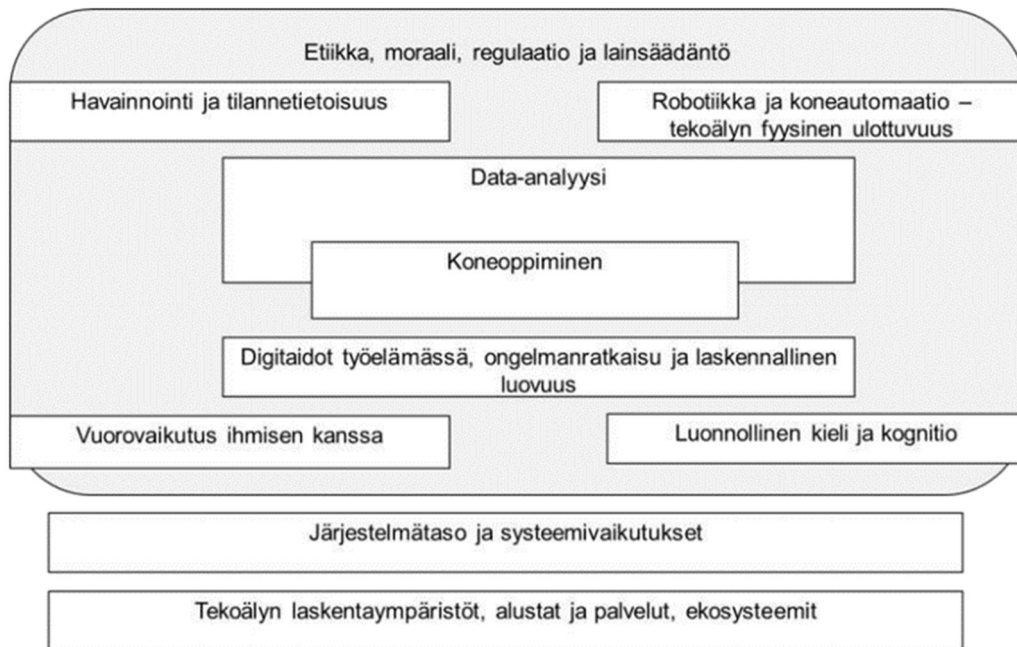 Etiikka, moraali, regulaatio ja lainsäädäntö
Havainnointi ja tilannetietoisuus
Robotiikka ja koneautomaatio –
tekoälyn fyysinen ulottuvuus
Data-analyysi
Koneoppiminen
Digitaidot työelämässä, ongelmanratkaisu ja laskennallinen
luovuus
Vuorovaikutus ihmisen kanssa
Luonnollinen kieli ja kognitio
Järjestelmätaso ja systeemivaikutukset
Tekoälyn laskentaympäristöt, alustat ja palvelut, ekosysteemit